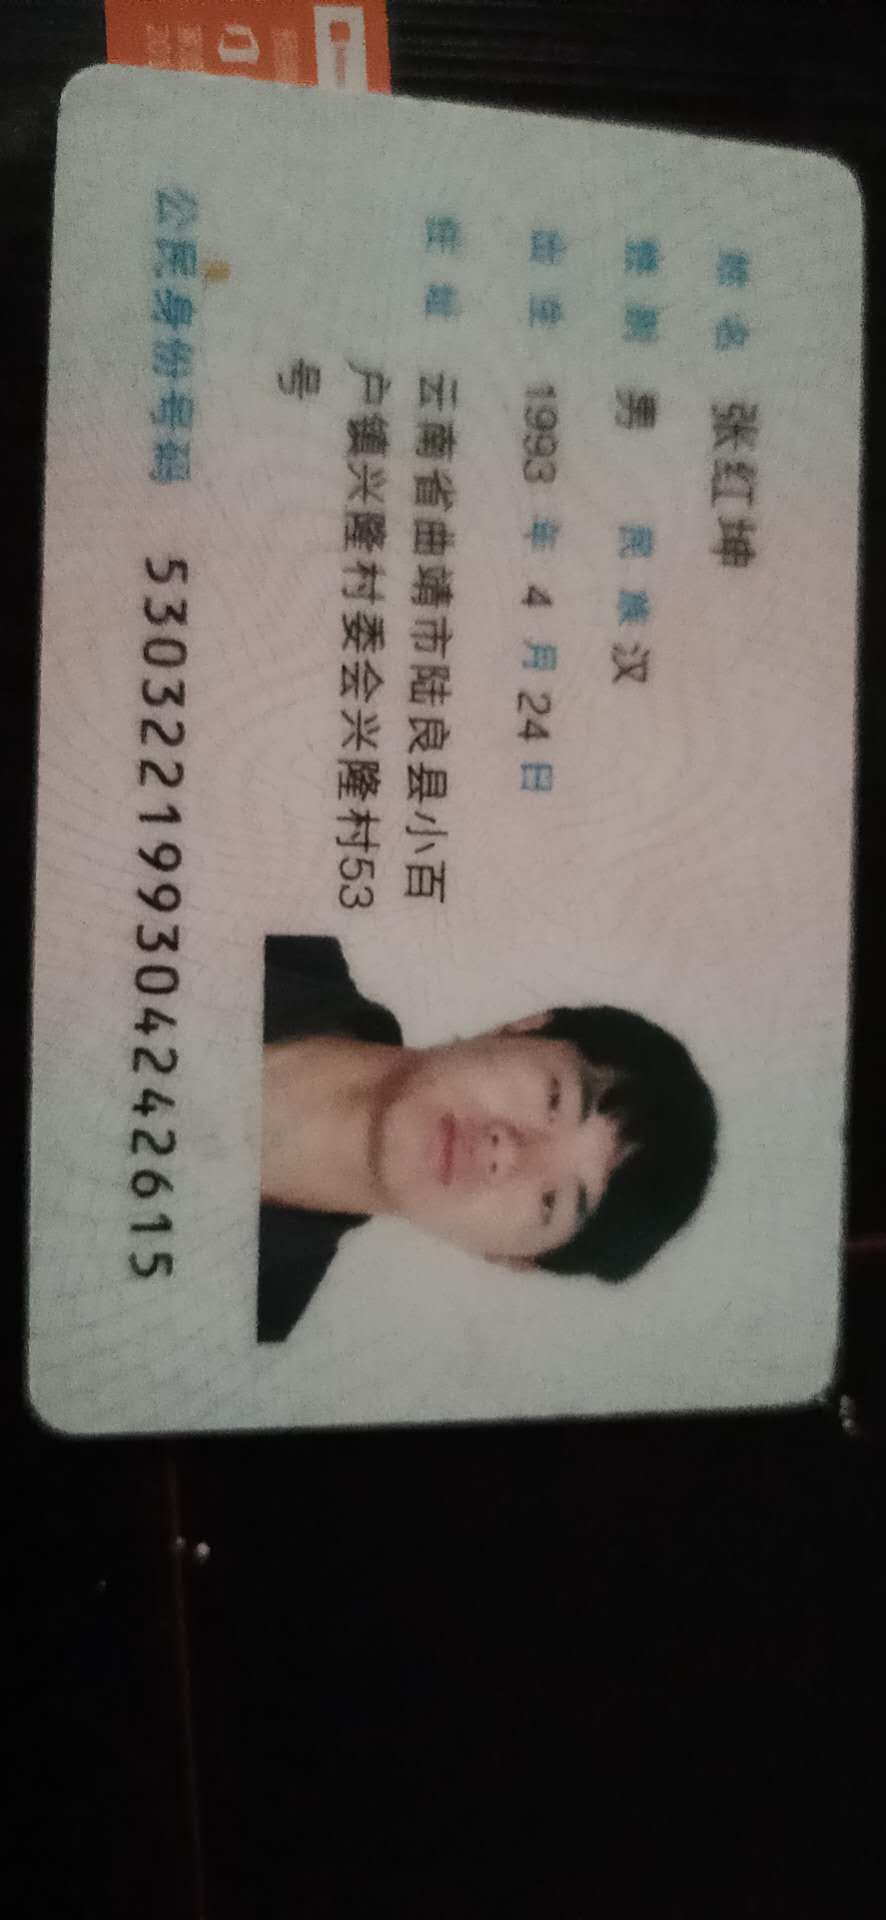 姓名 张红坤
性别 男 民族 汉
出生 1993 年 4 月 24 日
住址 云南省曲靖市陆良县小百
户镇兴隆村委会兴隆村53
号
公民身份号码 530322199304242615